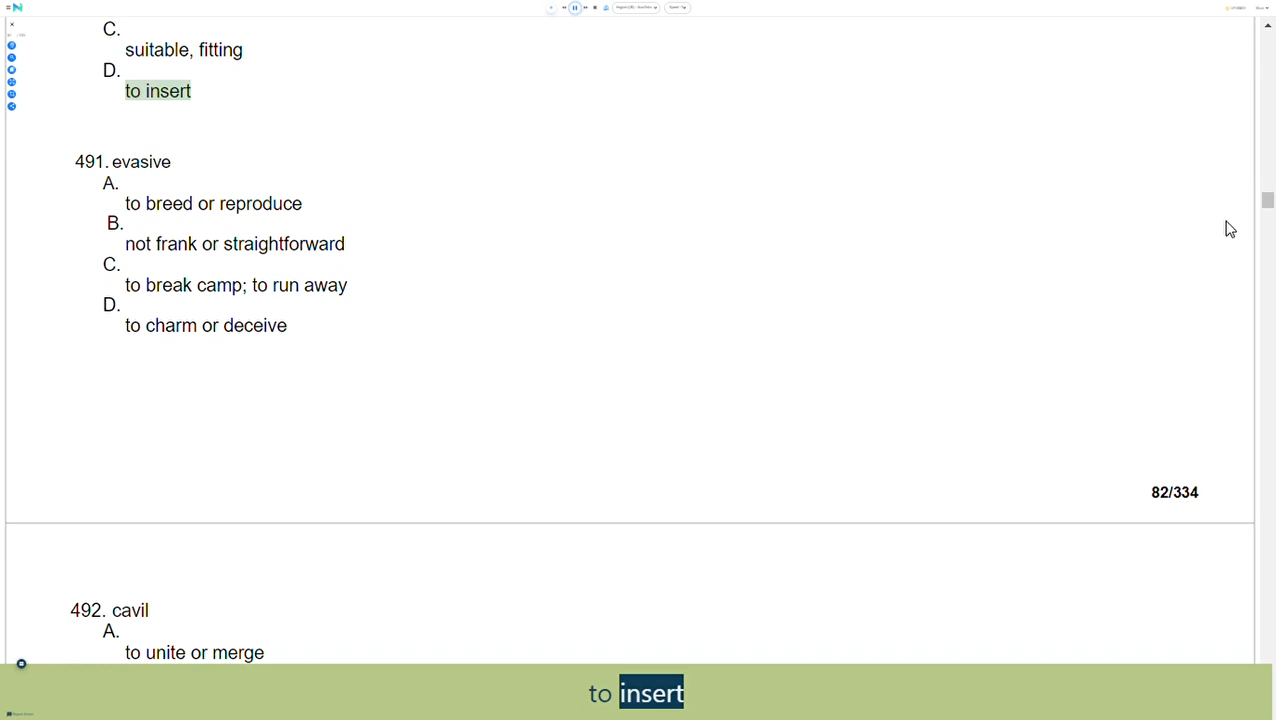 C.
suitable, fitting
D.
to insert
491. evasive
A.
to breed or reproduce
B.
not frank or straightforward
C.
to break camp; to run away
D.
to charm or deceive
82/334
492. cavil
A.
to unite or merge
to insert